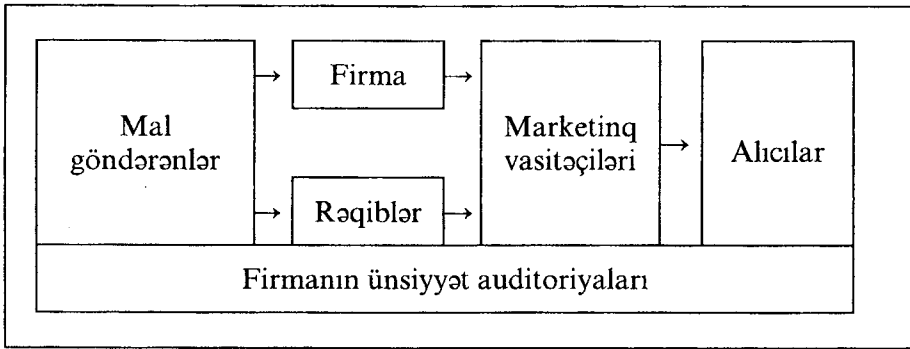 Mal
göndərənlər
Firma
Rəqiblər
Marketinq
vasitəçiləri
Alıcılar
Firmanın ünsiyyət auditoriyaları